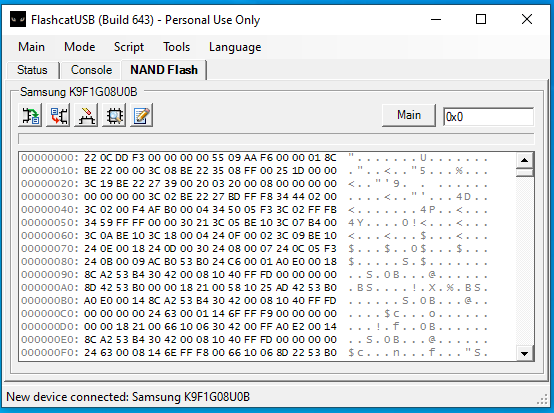 FlashcatUSB (Build 643) - Personal Use Only
Main Mode Script Tools Language
Status Console NAND Flash
Samsung K9F1G08U0B
Main 0x0
00000000: 22 0C DD F3 00 00 00 00 55 09 AA F6 00 00 01 8C ".......U.......
00000010: BE 22 00 00 3C 08 BE 22 35 08 FF 00 25 1D 00 00 ."..<.."5...%...
00000020: 3C 19 BE 22 27 39 00 20 03 20 00 08 00 00 00 00 <.."'9. . ......
00000030: 00 00 00 00 3C 02 BE 22 27 BD FF F8 34 44 02 00 ....<.."'...4D..
00000040: 3C 02 00 F4 AF B0 00 04 34 50 05 F3 3C 02 FF FB <.......4P..<...
00000050: 34 59 FF FF 00 00 30 21 3C 05 BE 10 3C 07 B4 00 4Y....0!<...<...
00000060: 3C 0A BE 10 3C 18 00 04 24 0F 00 02 3C 09 BE 10 <...<...$...<...
00000070: 24 0E 00 18 24 0D 00 30 24 08 00 07 24 0C 05 F3 $...$..0$...$...
00000080: 24 0B 00 09 AC B0 53 B0 24 C6 00 01 A0 E0 00 18 $.....S.$.......
00000090: 8C A2 53 B4 30 42 00 08 10 40 FF FD 00 00 00 00 ..S.0B...@......
000000A0: 8D 42 53 B0 00 00 18 21 00 58 10 25 AD 42 53 B0 .BS....!.X.%.BS.
000000B0: A0 E0 00 14 8C A2 53 B4 30 42 00 08 10 40 FF FD ......S.0B...@..
000000C0: 00 00 00 00 24 63 00 01 14 6F FF F9 00 00 00 00 ....$c...o......
000000D0: 00 00 18 21 00 66 10 06 30 42 00 FF A0 E2 00 14 ...!.f..0B......
000000E0: 8C A2 53 B4 30 42 00 08 10 40 FF FD 00 00 00 00 ..S.0B...@......
000000F0: 24 63 00 08 14 6E FF F8 00 66 10 06 8D 22 53 B0 $c...n...f..."S.
New device connected: Samsung K9F1G08U0B